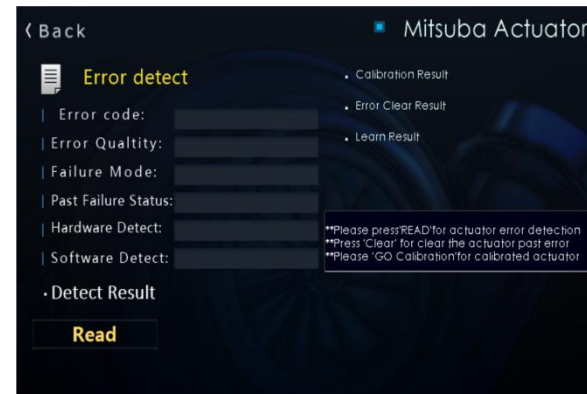 < Back
Mitsuba Actuator
Error detect
Error code:
Error Qualtity:
Failure Mode:
Past Failure Status:
Hardware Detect:
Software Detect:
· Detect Result
Read
. Calibration Result
. Error Clear Result
. Learn Result
**Please press'READ'for actuator error detection
**Press 'Clear' for clear the actuator past error
**Please 'GO Calibration'for calibrated actuator